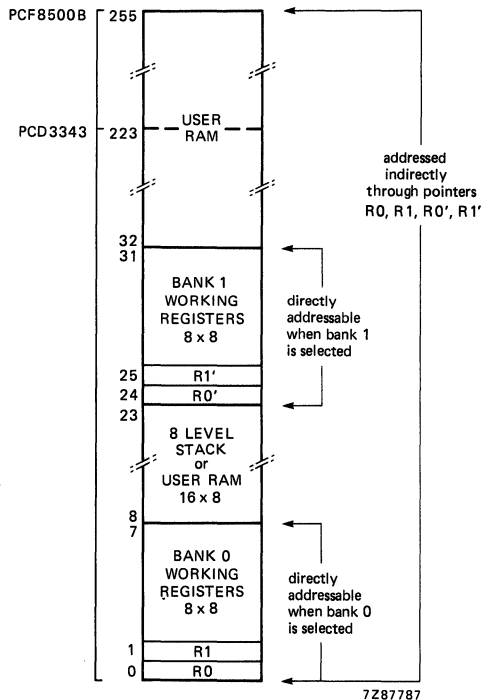 PCF8500B
255
USER
RAM
PCD3343
223
addressed
indirectly
through pointers
R0, R1, R0', R1'
32
31
BANK 1
WORKING
REGISTERS
8 x 8
directly
addressable
when bank 1
is selected
25
R1'
24
R0'
23
8 LEVEL
STACK
or
USER RAM
16 x 8
8
7
BANK 0
WORKING
REGISTERS
8 x 8
directly
addressable
when bank 0
is selected
1
R1
0
R0
7Z87787